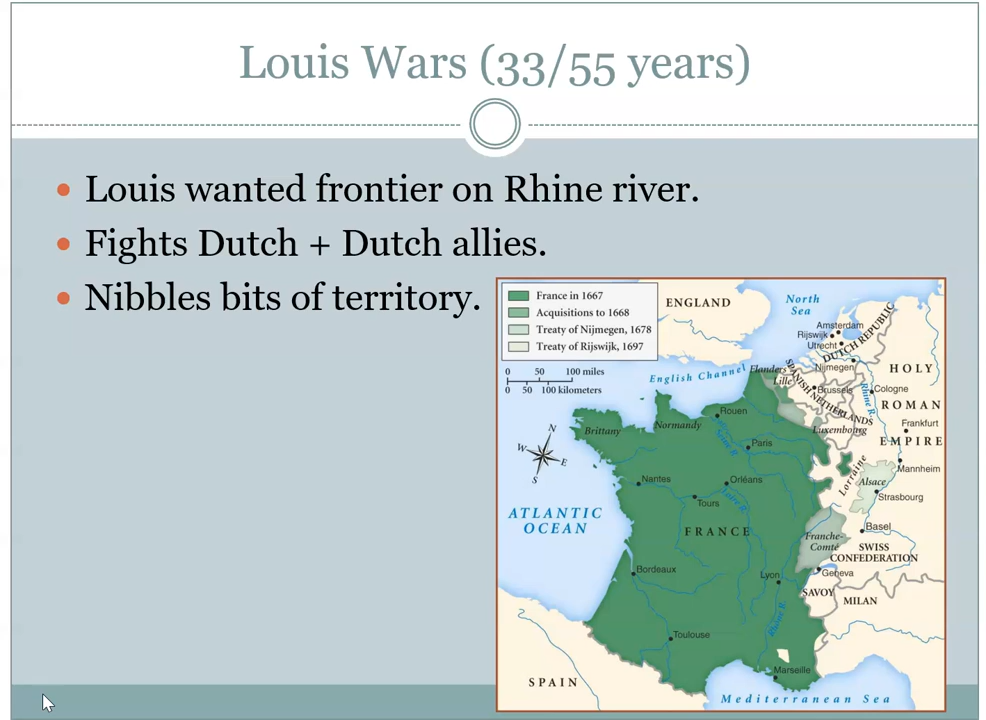 Louis Wars (33/55 years)
Louis wanted frontier on Rhine river.
Fights Dutch + Dutch allies.
Nibbles bits of territory.
France in 1667
Acquisitions to 1668
Treaty of Nijmegen, 1678
Treaty of Rijswijk, 1697
0 50 100 miles
0 50 100 kilometers
ENGLAND
North
Sea
Amsterdam
Rijswijk
Utrecht
DUTCH REPUBLIC
Nijmegen
HOLY
ROMAN
EMPIRE
English Channel
Flanders
Lille
SPANISH NETHERLANDS
Brussels
Rhine R.
Cologne
Luxembourg
Frankfurt
Rouen
Normandy
Brittany
Seine R.
Paris
Lorraine
Mannheim
Alsace
Strasbourg
N
W
E
S
Nantes
Orléans
Tours
Loire R.
ATLANTIC
OCEAN
FRANCE
Franche-
Comté
Basel
SWISS
CONFEDERATION
Geneva
Bordeaux
Lyon
SAVOY
MILAN
Rhône R.
Toulouse
Marseille
SPAIN
Mediterranean Sea